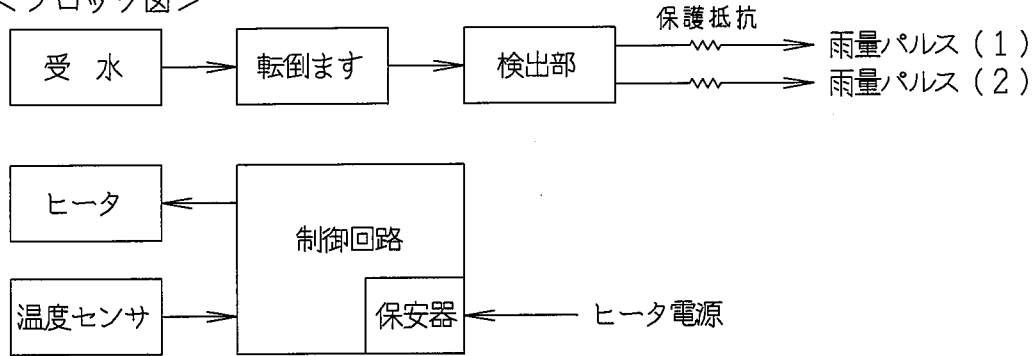 <ブロック図>
保護抵抗
受 水
転倒ます
検出部
雨量パルス(1)
雨量パルス(2)
ヒータ
制御回路
温度センサ
保安器
ヒータ電源